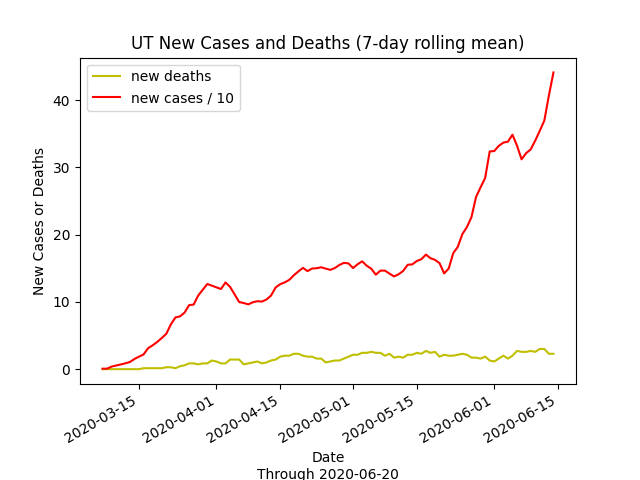 UT New Cases and Deaths (7-day rolling mean)
new deaths
new cases / 10
40
30
20
10
0
New Cases or Deaths
2020-03-15
2020-04-01
2020-04-15
2020-05-01
2020-05-15
2020-06-01
2020-06-15
Date
Through 2020-06-20